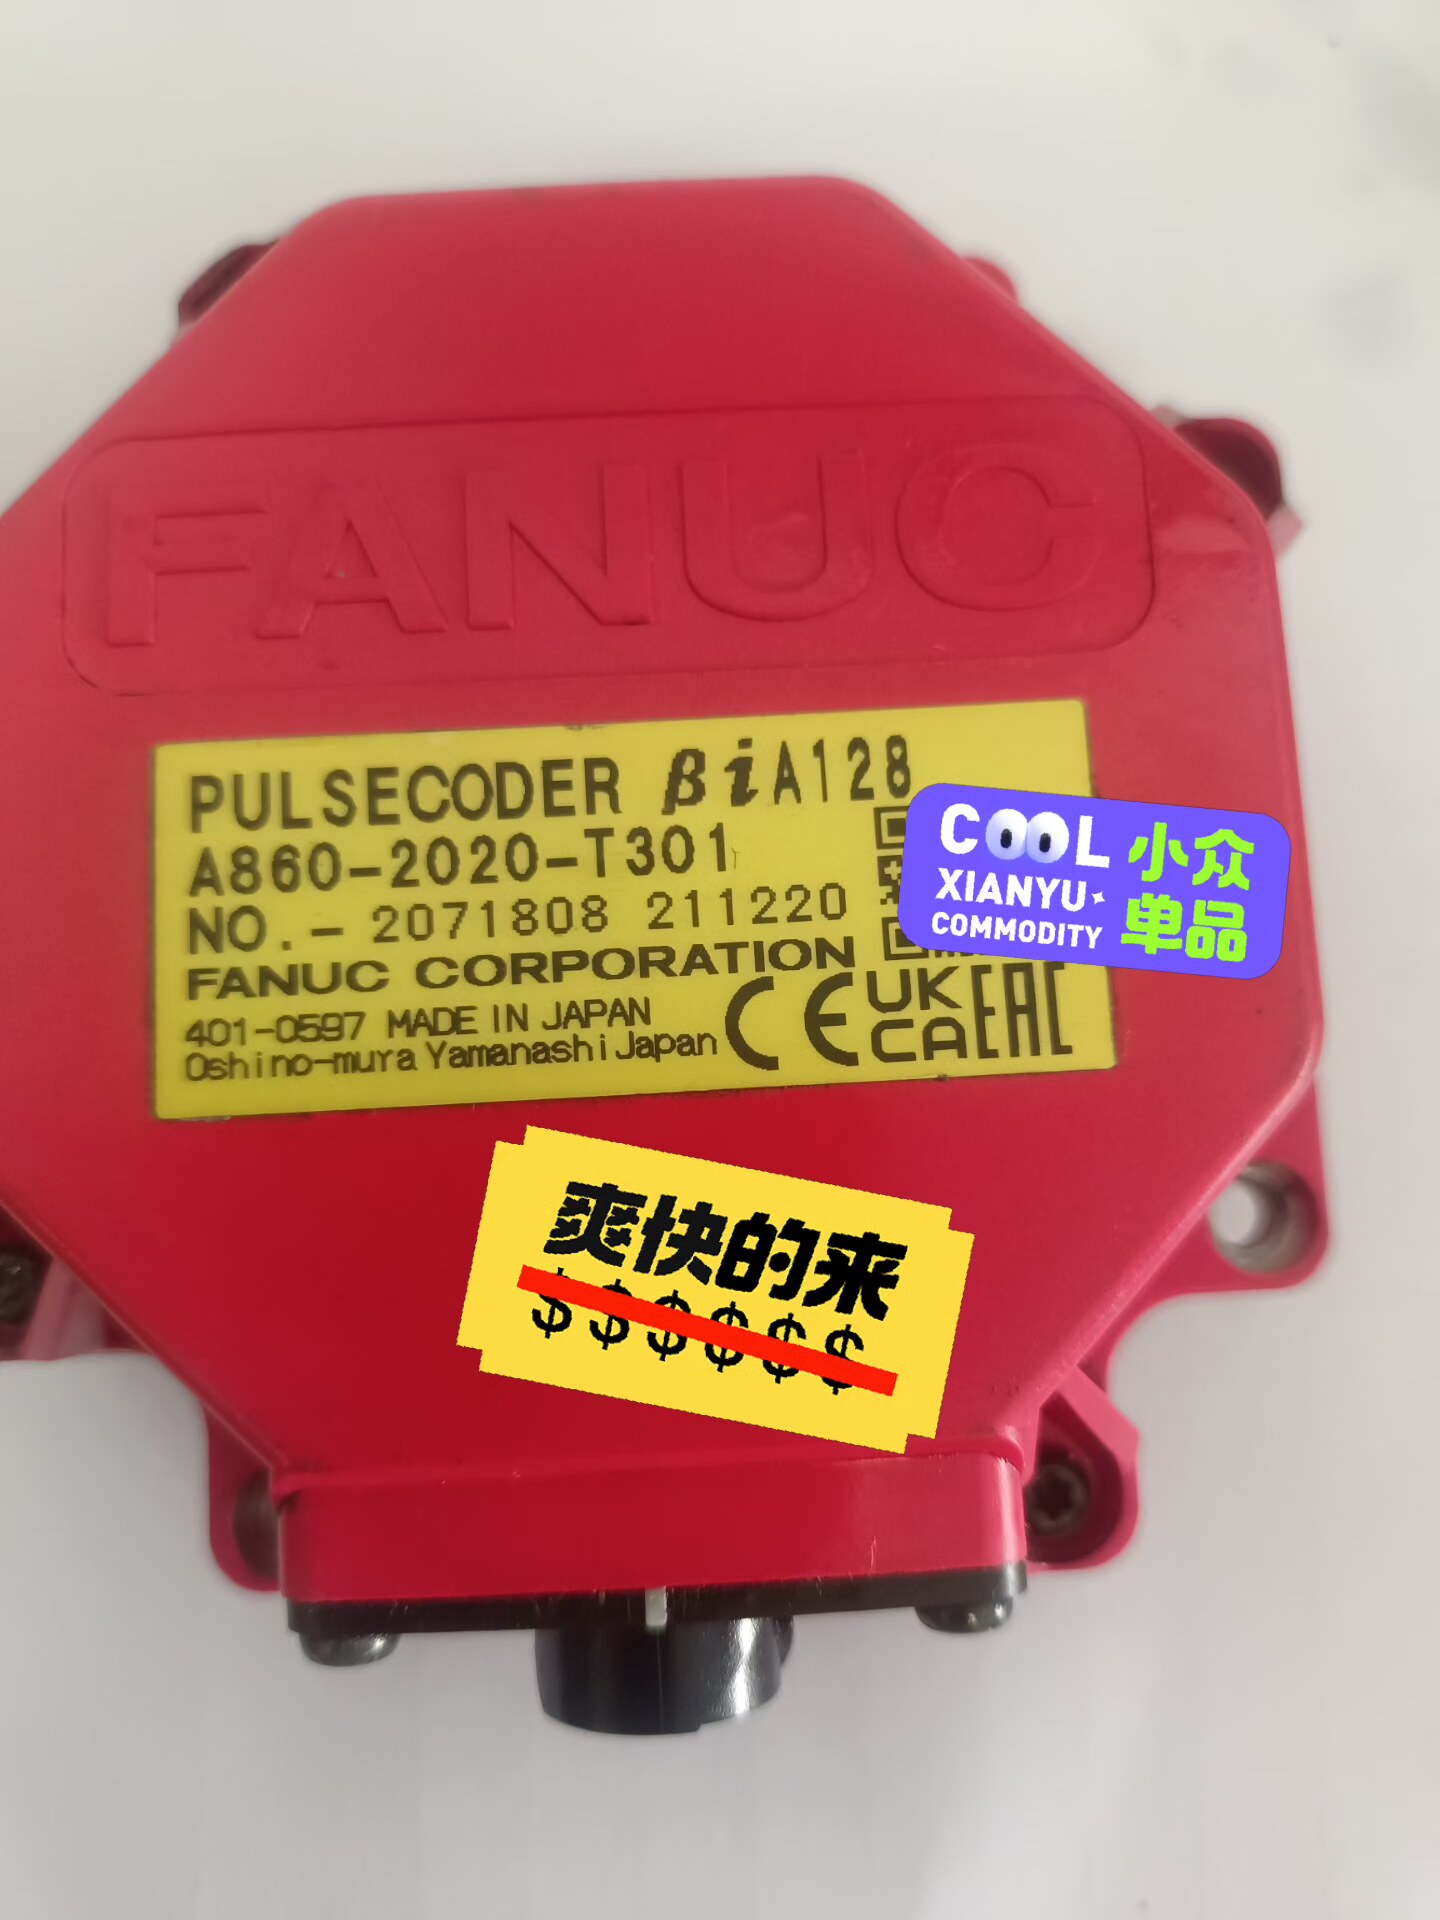 FANUC
PULSECODER βiA128
A860-2020-T301
NO.- 2071808 211220
FANUC CORPORATION
401-0597 MADE IN JAPAN
Oshino-mura Yamanashi Japan
CE UK CA EAC
COOL 小众
XIANYU
COMMODITY 单品
爽快的来
$$$$$$